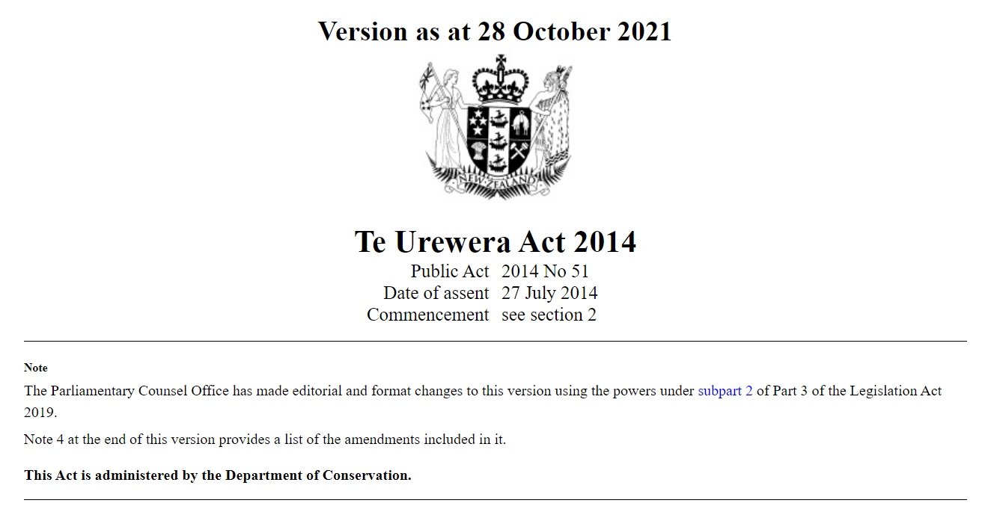 Version as at 28 October 2021
NEW ZEALAND
Te Urewera Act 2014
Public Act 2014 No 51
Date of assent 27 July 2014
Commencement see section 2
Note
The Parliamentary Counsel Office has made editorial and format changes to this version using the powers under subpart 2 of Part 3 of the Legislation Act
2019.
Note 4 at the end of this version provides a list of the amendments included in it.
This Act is administered by the Department of Conservation.